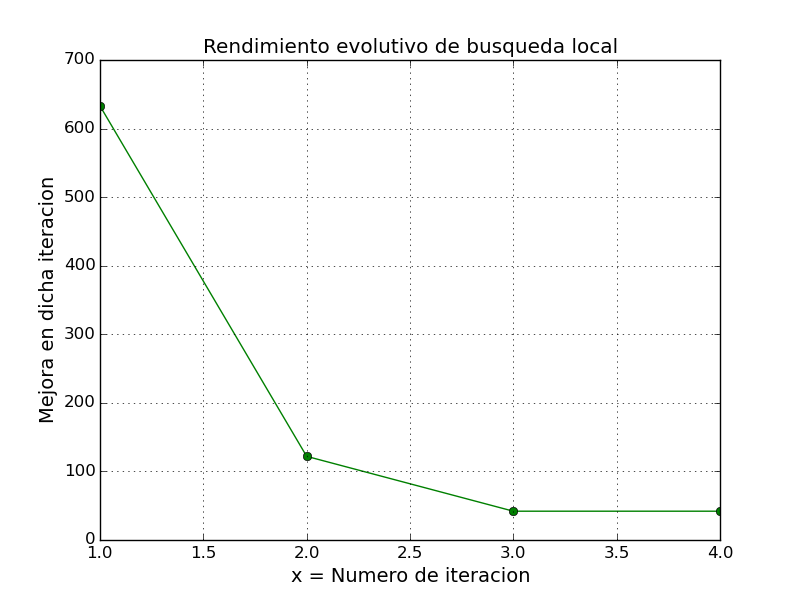 Rendimiento evolutivo de busqueda local
700
600
500
400
300
200
100
0
Mejora en dicha iteracion
1.0 1.5 2.0 2.5 3.0 3.5 4.0
x = Numero de iteracion